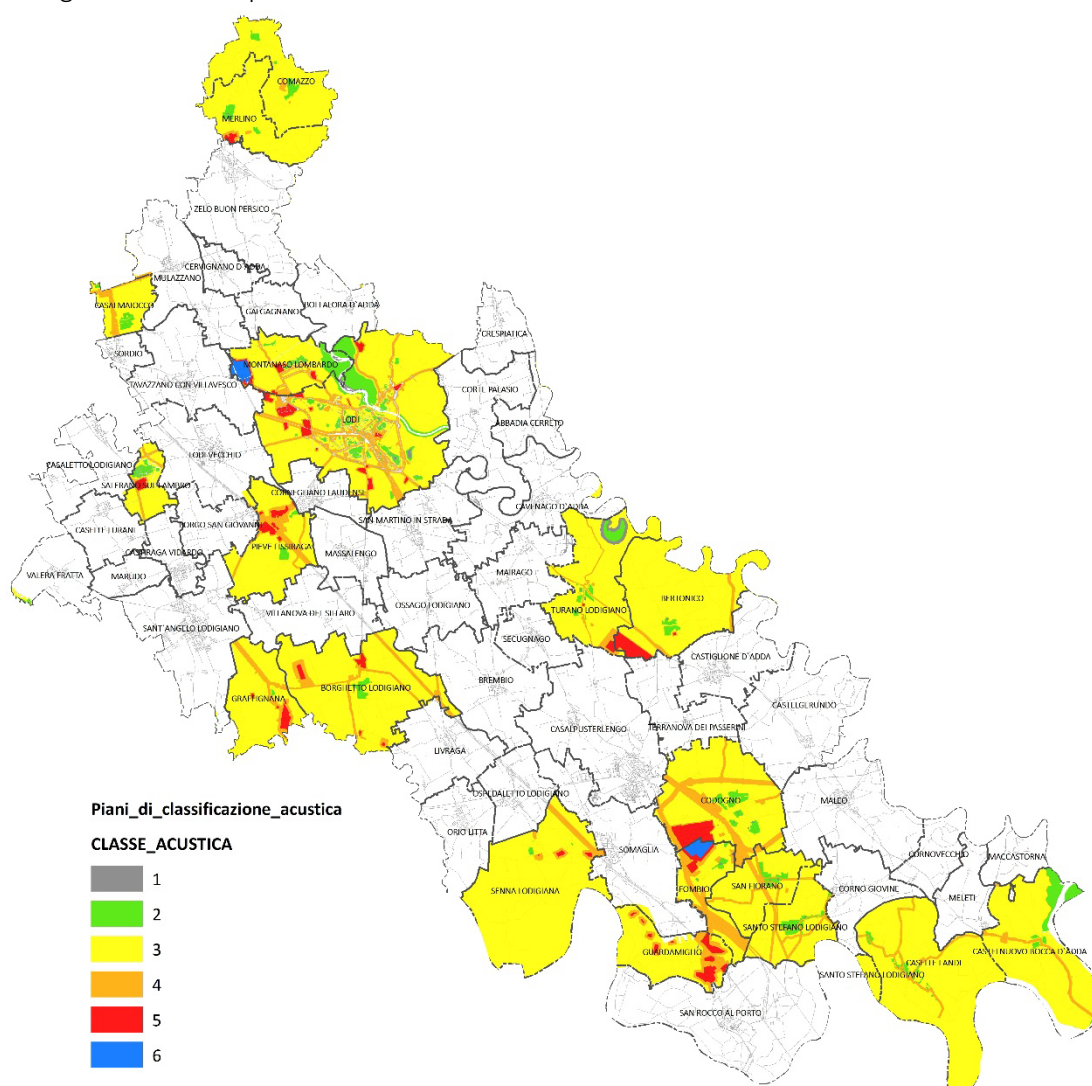 COMAZZO
MERLINO
ZELO BUON PERSICO
CERVIGNANO D'ADDA
MULAZZANO
CASALMAIOCCO
GALGAGNANO
BOFFALORA D'ADDA
CRESPIATICA
SORDIO
MONTANASO LOMBARDO
TAVAZZANO CON VILLAVESCO
CORTE PALASIO
LODI
ABBADIA CERRETO
LODI VECCHIO
CASALETTO LODIGIANO
SALERANO SUL LAMBRO
CORNEGLIANO LAUDENSE
CAVENAGO D'ADDA
SAN MARTINO IN STRADA
CASELLE LURANI
BORGO SAN GIOVANNI
PIEVE FISSIRAGA
MASSALENGO
CASTIRAGA VIDARDO
MAIRAGO
VALERA FRATTA
MARUDO
BERTONICO
OSSAGO LODIGIANO
TURANO LODIGIANO
VILLANOVA DEL SILLARO
SANT'ANGELO LODIGIANO
SECUGNAGO
CASTIGLIONE D'ADDA
BREMBIO
BORGHETTO LODIGIANO
GRAFFIGNANA
CASTELGERUNDO
CASALPUSTERLENGO
TERRANOVA DEI PASSERINI
LIVRAGA
OSPEDALETTO LODIGIANO
CODOGNO
MALEO
Piani_di_classificazione_acustica
ORIO LITTA
CLASSE_ACUSTICA
SOMAGLIA
CORNOVECCHIO
MACCASTORNA
1
SENNA LODIGIANA
FOMBIO
SAN FIORANO
CORNO GIOVINE
MELETI
2
SANTO STEFANO LODIGIANO
3
GUARDAMIGLIO
CASELLE LANDI
CASTELNUOVO BOCCA D'ADDA
SANTO STEFANO LODIGIANO
4
SAN ROCCO AL PORTO
5
6